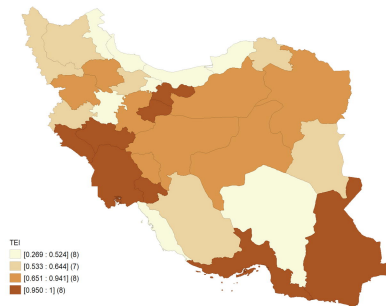 TEI
[0.269 : 0.524] (8)
[0.533 : 0.644] (7)
[0.651 : 0.941] (8)
[0.950 : 1] (8)